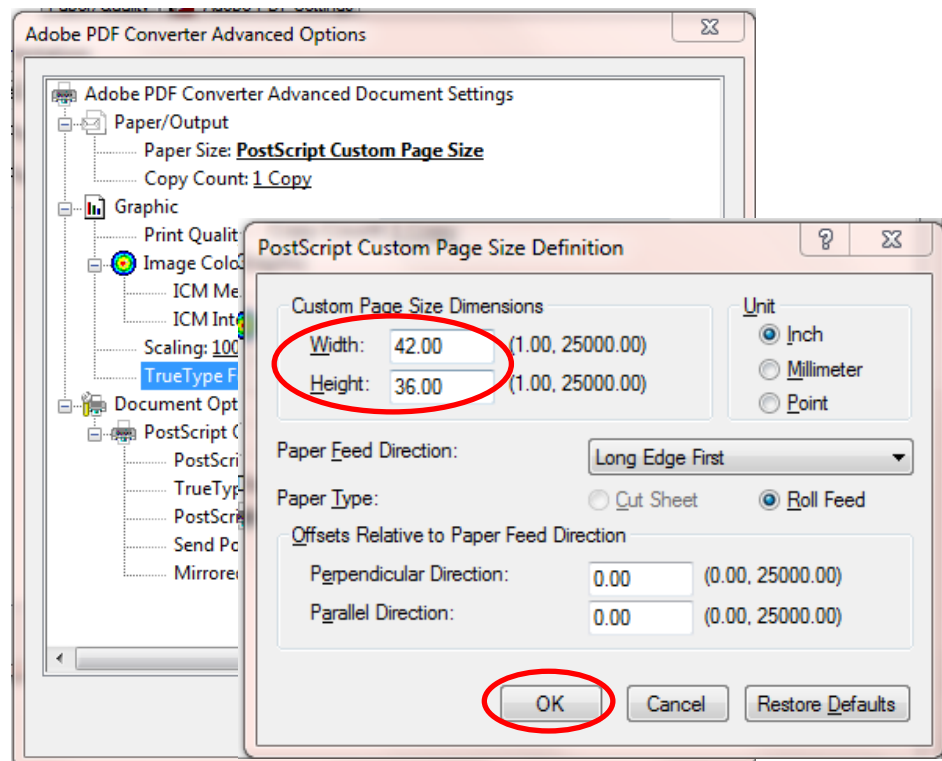 Adobe PDF Converter Advanced Options
Adobe PDF Converter Advanced Document Settings
Paper/Output
Paper Size: PostScript Custom Page Size
Copy Count: 1 Copy
Graphic
Print Qualit
Image Colo
ICM Me
ICM Int
Scaling: 100
TrueType F
Document Opt
PostScript
PostScri
TrueTyp
PostScri
Send Po
Mirrore
PostScript Custom Page Size Definition
Custom Page Size Dimensions
Width: 42.00 (1.00, 25000.00)
Height: 36.00 (1.00, 25000.00)
Unit
Inch
Millimeter
Point
Paper Feed Direction: Long Edge First
Paper Type: Cut Sheet Roll Feed
Offsets Relative to Paper Feed Direction
Perpendicular Direction: 0.00 (0.00, 25000.00)
Parallel Direction: 0.00 (0.00, 25000.00)
OK Cancel Restore Defaults